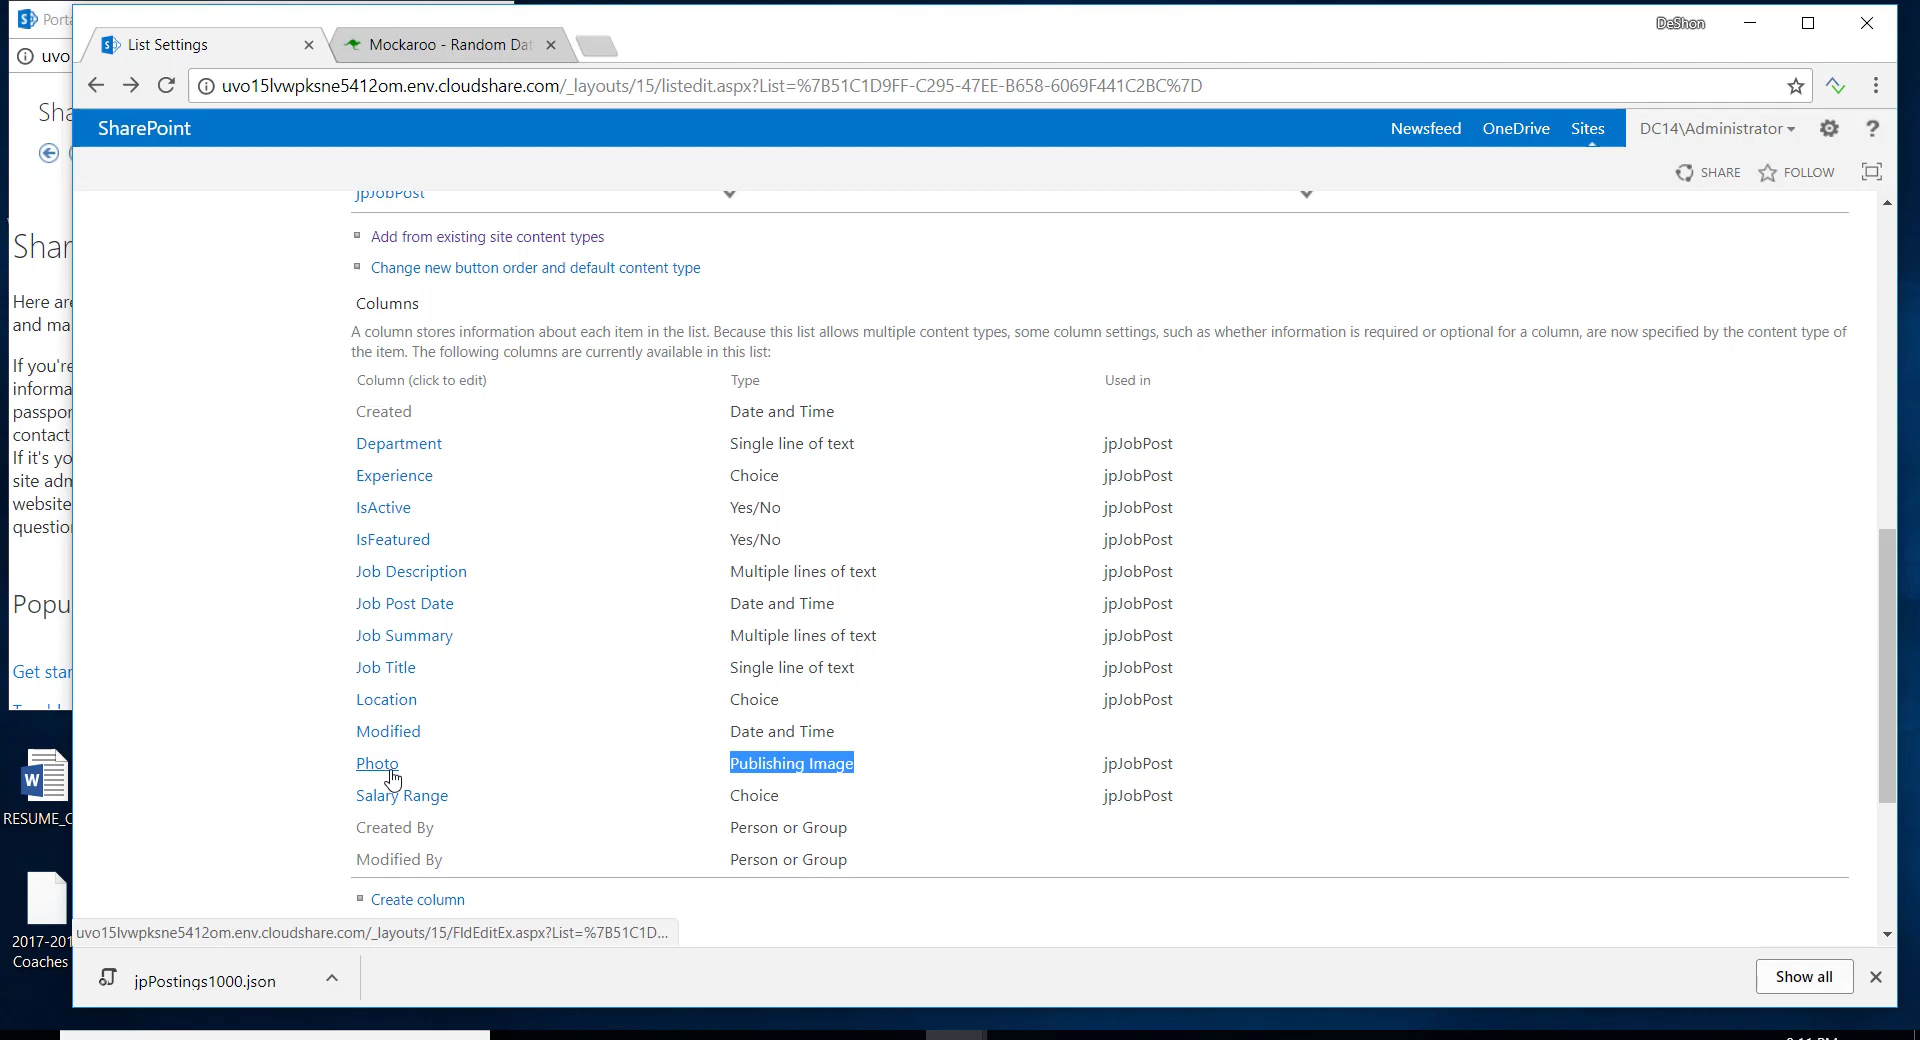 DeShon
List Settings
Mockaroo - Random Dat
uvo15lvwpksne5412om.env.cloudshare.com/_layouts/15/listedit.aspx?List=%7B51C1D9FF-C295-47EE-B658-6069F441C2BC%7D
SharePoint
Newsfeed OneDrive Sites DC14\Administrator ?
SHARE FOLLOW
jpJobPost
Add from existing site content types
Change new button order and default content type
Columns
A column stores information about each item in the list. Because this list allows multiple content types, some column settings, such as whether information is required or optional for a column, are now specified by the content type of
the item. The following columns are currently available in this list:
Column (click to edit) Type Used in
Created Date and Time
Department Single line of text jpJobPost
Experience Choice jpJobPost
IsActive Yes/No jpJobPost
IsFeatured Yes/No jpJobPost
Job Description Multiple lines of text jpJobPost
Job Post Date Date and Time jpJobPost
Job Summary Multiple lines of text jpJobPost
Job Title Single line of text jpJobPost
Location Choice jpJobPost
Modified Date and Time
Photo Publishing Image jpJobPost
Salary Range Choice jpJobPost
Created By Person or Group
Modified By Person or Group
Create column
uvo15lvwpksne5412om.env.cloudshare.com/_layouts/15/FldEditEx.aspx?List=%7B51C1D...
jpPostings1000.json
Show all
Porta
uvo
Sha
Shar
Here are
and ma
If you're
informa
passpor
contact
If it's yo
site adm
website
question
Popu
Get star
RESUME_C
2017-201
Coaches